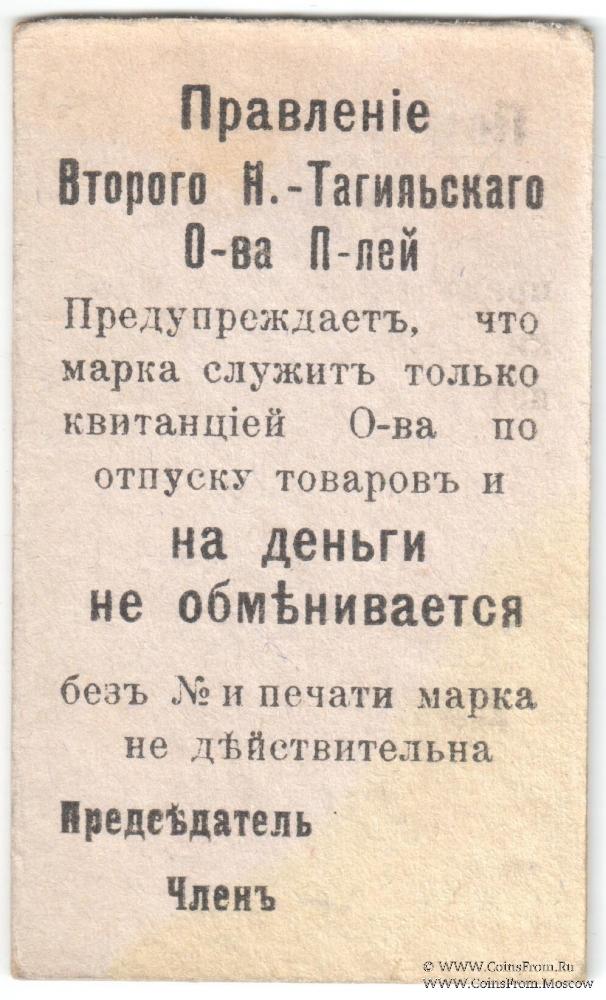 Правленіе
Второго Н.-Тагильскаго
О-ва П-лей
Предупреждаетъ, что
марка служитъ только
квитанціей О-ва по
отпуску товаровъ и
на деньги
не обмѣнивается
безъ № и печати марка
не дѣйствительна
Предсѣдатель
Членъ
© WWW.CoinsFrom.Ru
www.CoinsFrom.Moscow